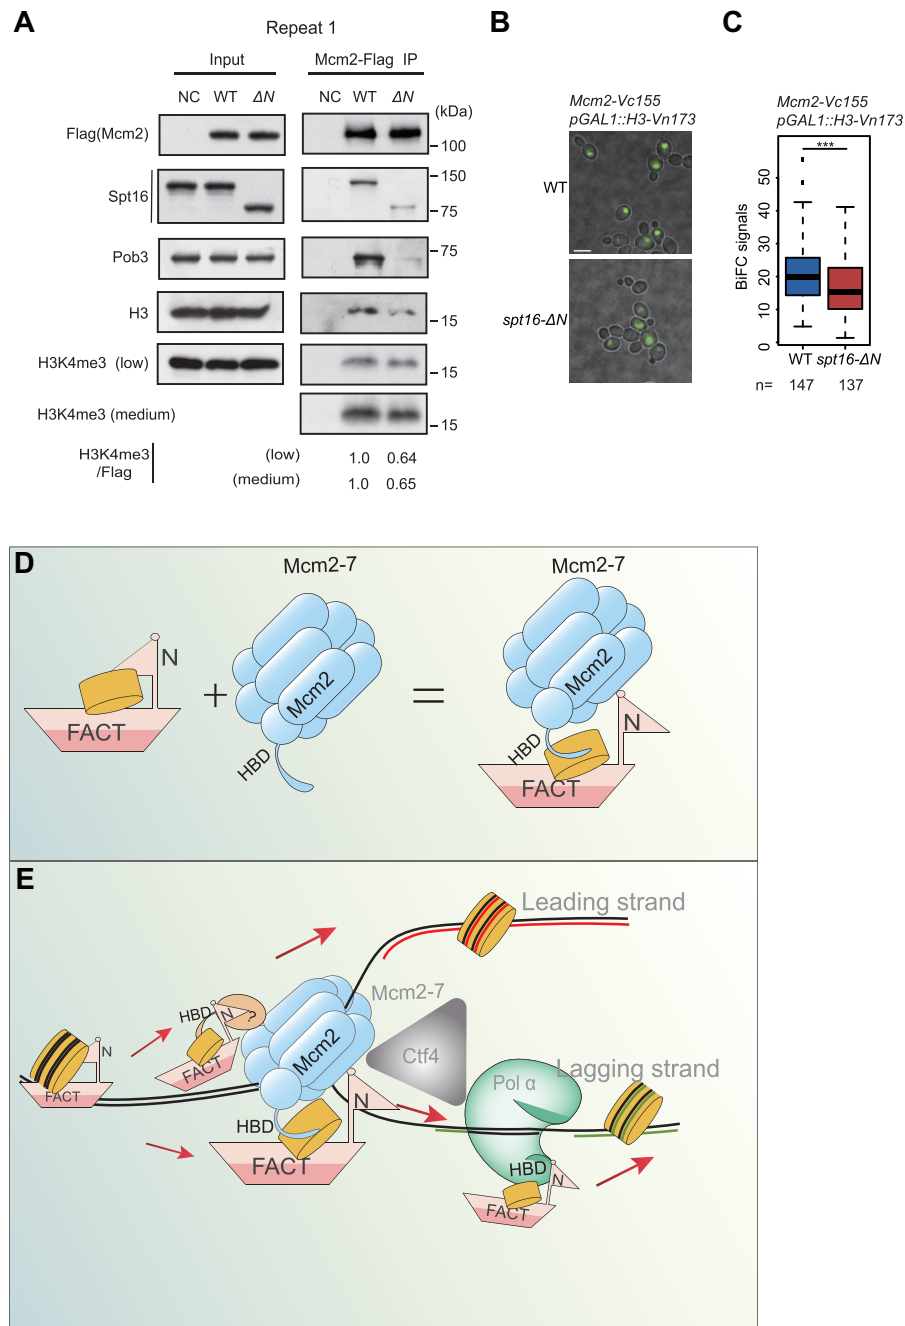 A
Repeat 1
Input
Mcm2-Flag IP
NC WT ΔN
NC WT ΔN
(kDa)
Flag(Mcm2)
100
Spt16
150
75
Pob3
75
H3
15
H3K4me3 (low)
15
H3K4me3 (medium)
15
H3K4me3
/Flag
(low) 1.0 0.64
(medium) 1.0 0.65
B
Mcm2-Vc155
pGAL1::H3-Vn173
WT
spt16-ΔN
C
Mcm2-Vc155
pGAL1::H3-Vn173
***
BiFC signals
50
40
30
20
10
0
WT spt16-ΔN
n= 147 137
D
Mcm2-7
Mcm2-7
N
FACT
+
Mcm2
HBD
=
Mcm2
N
HBD
FACT
E
Leading strand
Mcm2-7
HBD
N
?
FACT
N
FACT
Mcm2
Ctf4
HBD
N
FACT
Pol α
Lagging strand
HBD
N
FACT